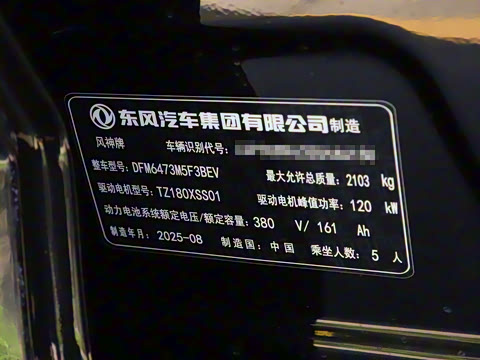 东风汽车集团有限公司制造
风神牌 车辆识别代号：
整车型号：DFM6473M5F3BEV 最大允许总质量：2103 kg
驱动电机型号：TZ180XSS01 驱动电机峰值功率：120 kW
动力电池系统额定电压/额定容量：380 V/ 161 Ah
制造年月：2025-08 制造国：中国 乘坐人数：5 人